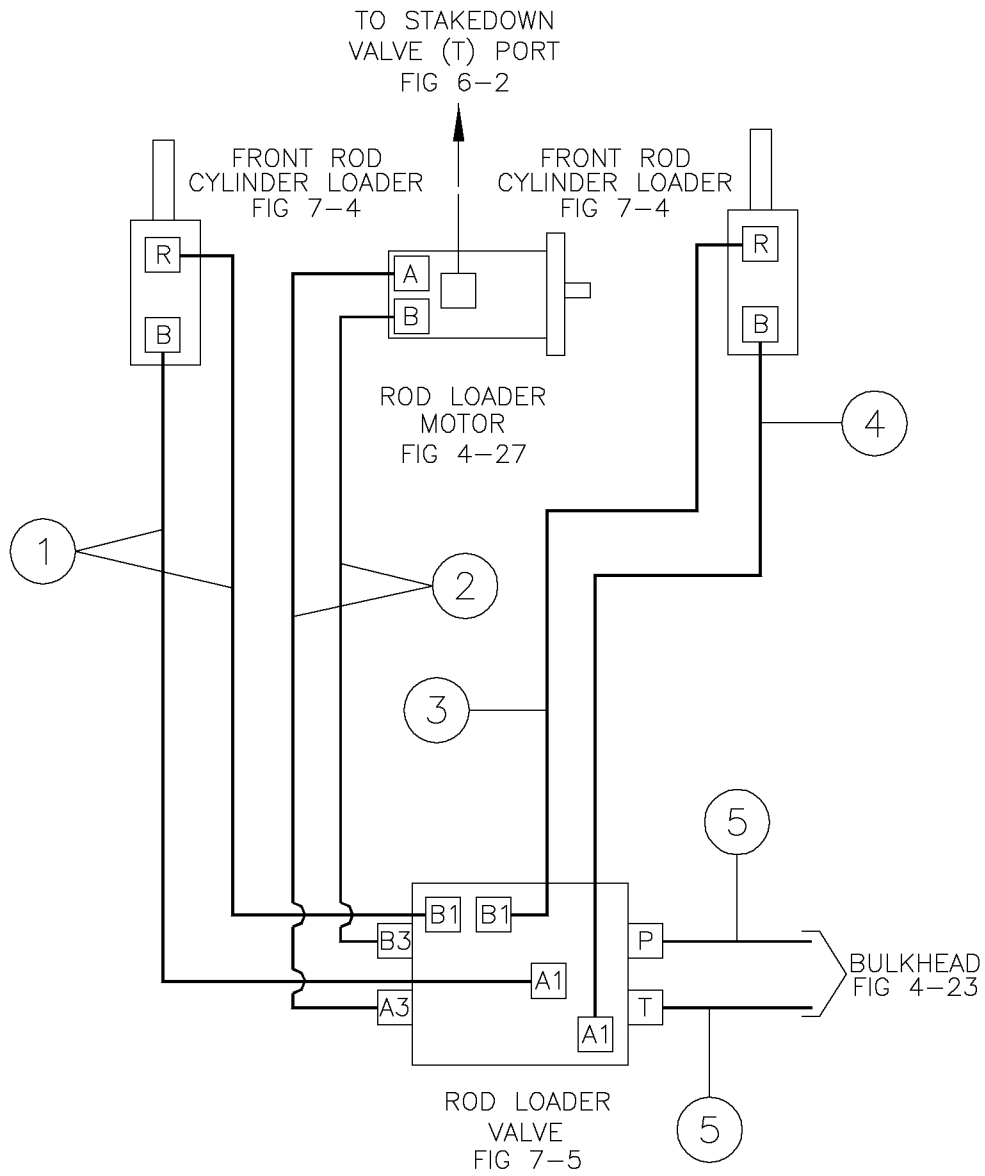 TO STAKEDOWN
VALVE (T) PORT
FIG 6-2
FRONT ROD
CYLINDER LOADER
FIG 7-4
FRONT ROD
CYLINDER LOADER
FIG 7-4
R
B
A
B
R
B
ROD LOADER
MOTOR
FIG 4-27
4
1
2
3
5
B1
B1
B3
P
A1
A3
T
A1
BULKHEAD
FIG 4-23
ROD LOADER
VALVE
FIG 7-5
5